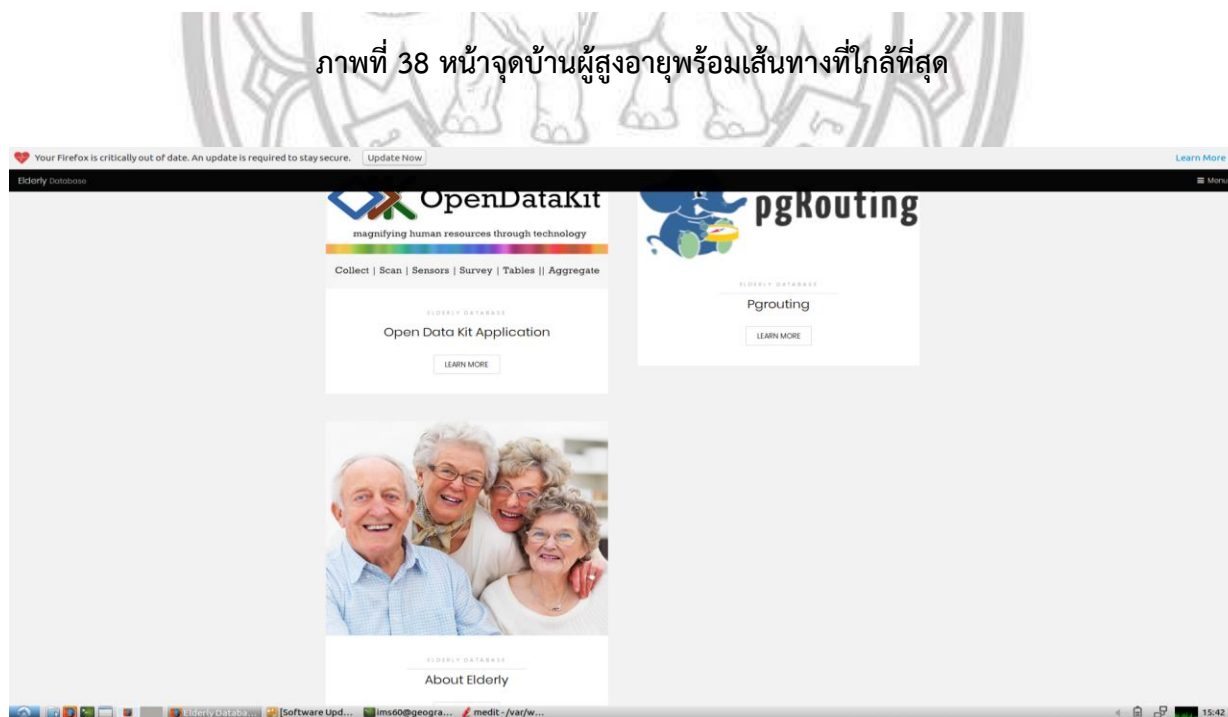 ภาพที่ 38 หน้าจุดบ้านผู้สูงอายุพร้อมเส้นทางที่ใกล้ที่สุด
Your Firefox is critically out of date. An update is required to stay secure. Update Now Learn More
Elderly Database Menu
OpenDataKit
magnifying human resources through technology
Collect | Scan | Sensors | Survey | Tables || Aggregate
ELDERLY DATABASE
Open Data Kit Application
LEARN MORE
pgRouting
ELDERLY DATABASE
Pgrouting
LEARN MORE
ELDERLY DATABASE
About Elderly
Elderly Databa... [Software Upd... ims60@geogra... medit - /var/w... 15:42